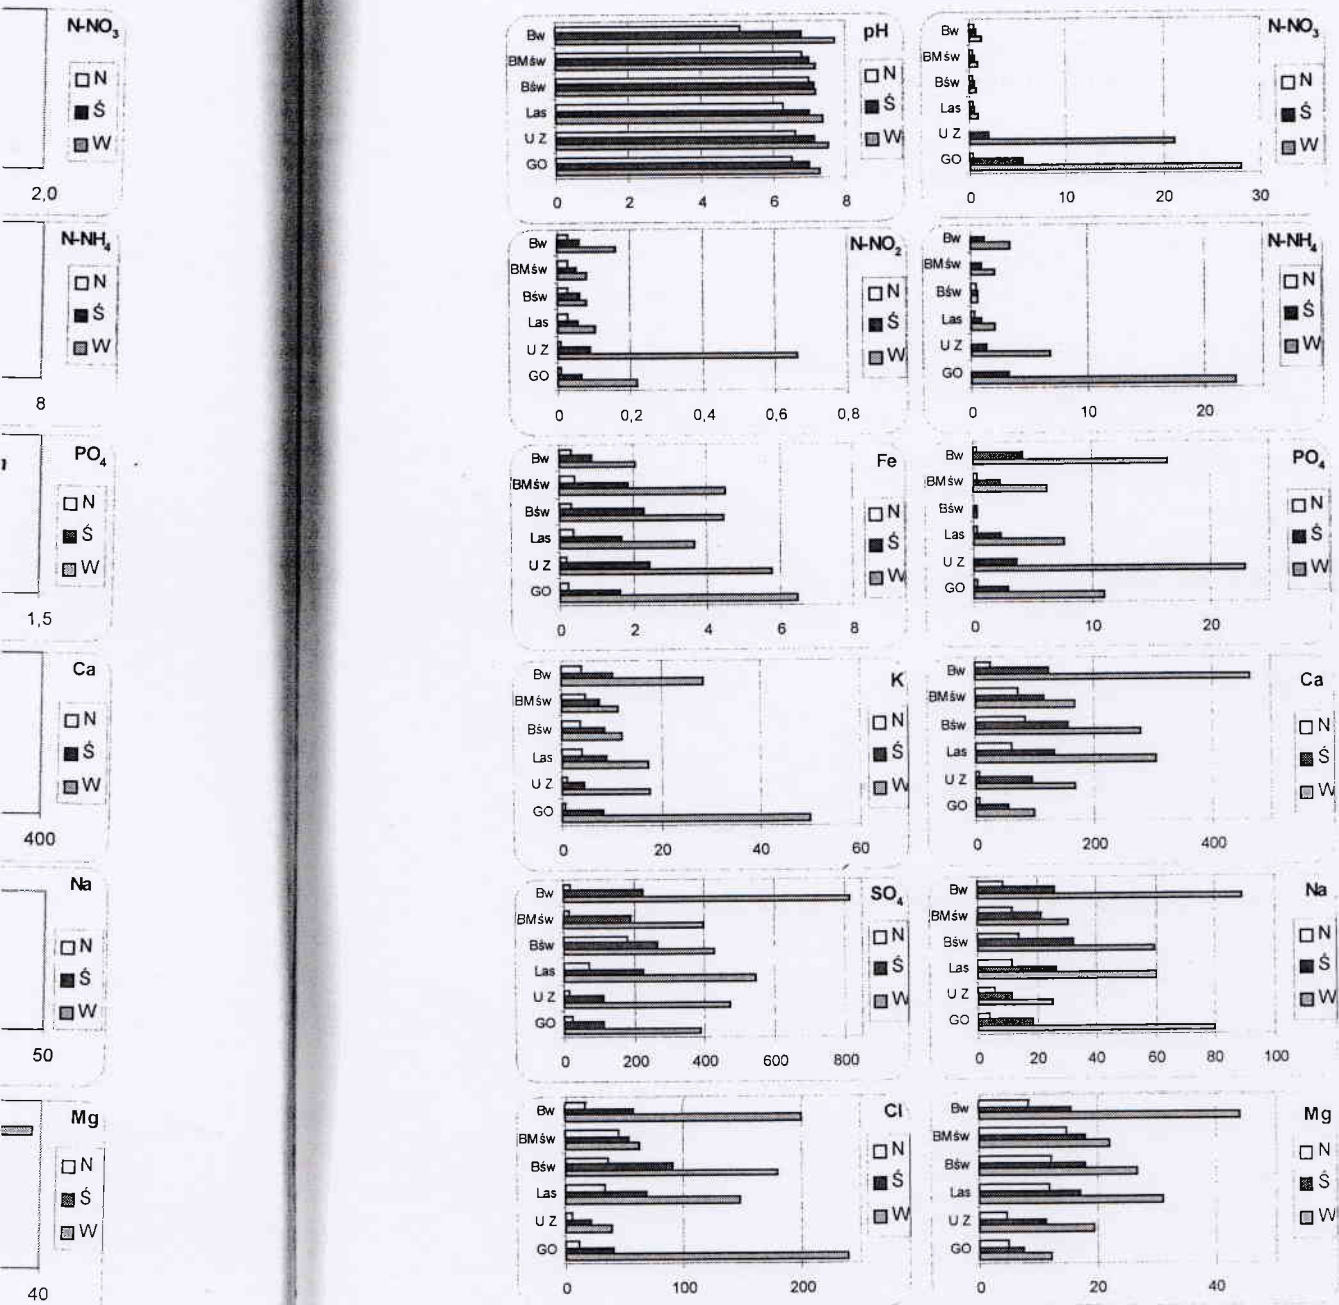 N-NO₃
N
Ś
W
2,0
N-NH₄
N
Ś
W
8
PO₄
N
Ś
W
1,5
Ca
N
Ś
W
400
Na
N
Ś
W
50
Mg
N
Ś
W
40
pH
Bw
BMśw
Bśw
Las
U Z
GO
0 2 4 6 8
N
Ś
W
N-NO₃
Bw
BMśw
Bśw
Las
U Z
GO
0 10 20 30
N
Ś
W
N-NO₂
Bw
BMśw
Bśw
Las
U Z
GO
0 0,2 0,4 0,6 0,8
N
Ś
W
N-NH₄
Bw
BMśw
Bśw
Las
U Z
GO
0 10 20
N
Ś
W
Fe
Bw
BMśw
Bśw
Las
U Z
GO
0 2 4 6 8
N
Ś
W
PO₄
Bw
BMśw
Bśw
Las
U Z
GO
0 10 20
N
Ś
W
K
Bw
BMśw
Bśw
Las
U Z
GO
0 20 40 60
N
Ś
W
Ca
Bw
BMśw
Bśw
Las
U Z
GO
0 200 400
N
Ś
W
SO₄
Bw
BMśw
Bśw
Las
U Z
GO
0 200 400 600 800
N
Ś
W
Na
Bw
BMśw
Bśw
Las
U Z
GO
0 20 40 60 80 100
N
Ś
W
Cl
Bw
BMśw
Bśw
Las
U Z
GO
0 100 200
N
Ś
W
Mg
Bw
BMśw
Bśw
Las
U Z
GO
0 20 40
N
Ś
W